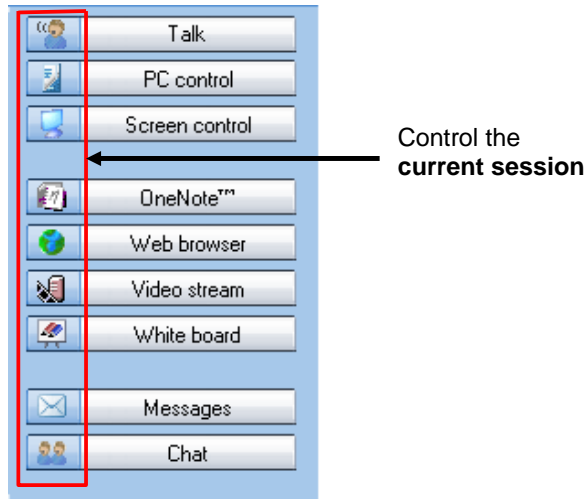 Talk
PC control
Screen control
Control the
current session
OneNote™
Web browser
Video stream
White board
Messages
Chat